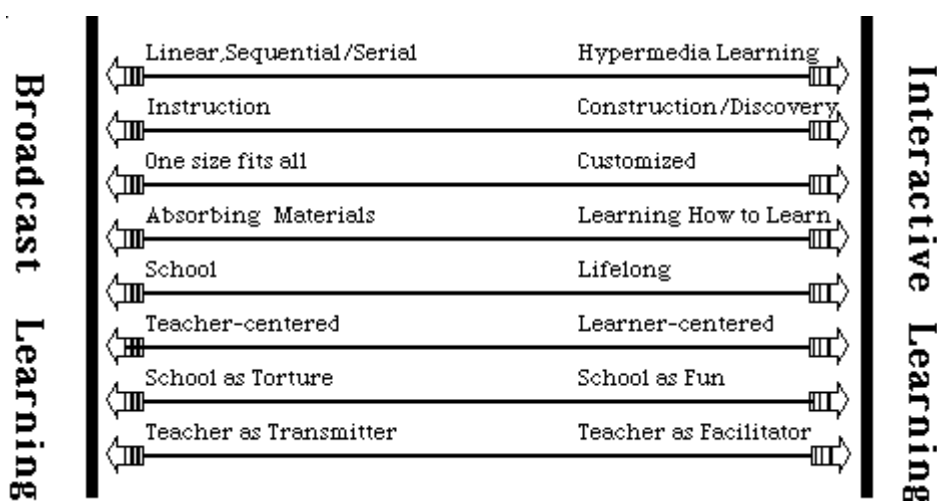 Broadcast Learning
Linear,Sequential/Serial Hypermedia Learning
Instruction Construction/Discovery
One size fits all Customized
Absorbing Materials Learning How to Learn
School Lifelong
Teacher-centered Learner-centered
School as Torture School as Fun
Teacher as Transmitter Teacher as Facilitator
Interactive Learning